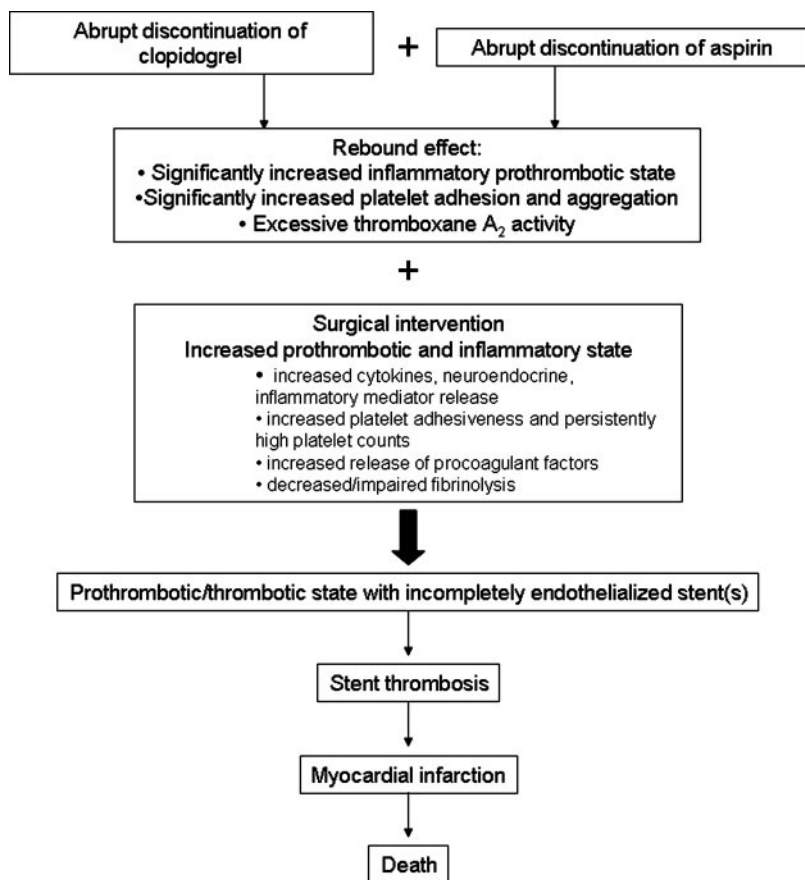 Abrupt discontinuation of
clopidogrel
+
Abrupt discontinuation of aspirin
Rebound effect:
• Significantly increased inflammatory prothrombotic state
•Significantly increased platelet adhesion and aggregation
• Excessive thromboxane A₂ activity
+
Surgical intervention
Increased prothrombotic and inflammatory state
• increased cytokines, neuroendocrine,
inflammatory mediator release
• increased platelet adhesiveness and persistently
high platelet counts
• increased release of procoagulant factors
• decreased/impaired fibrinolysis
Prothrombotic/thrombotic state with incompletely endothelialized stent(s)
Stent thrombosis
Myocardial infarction
Death